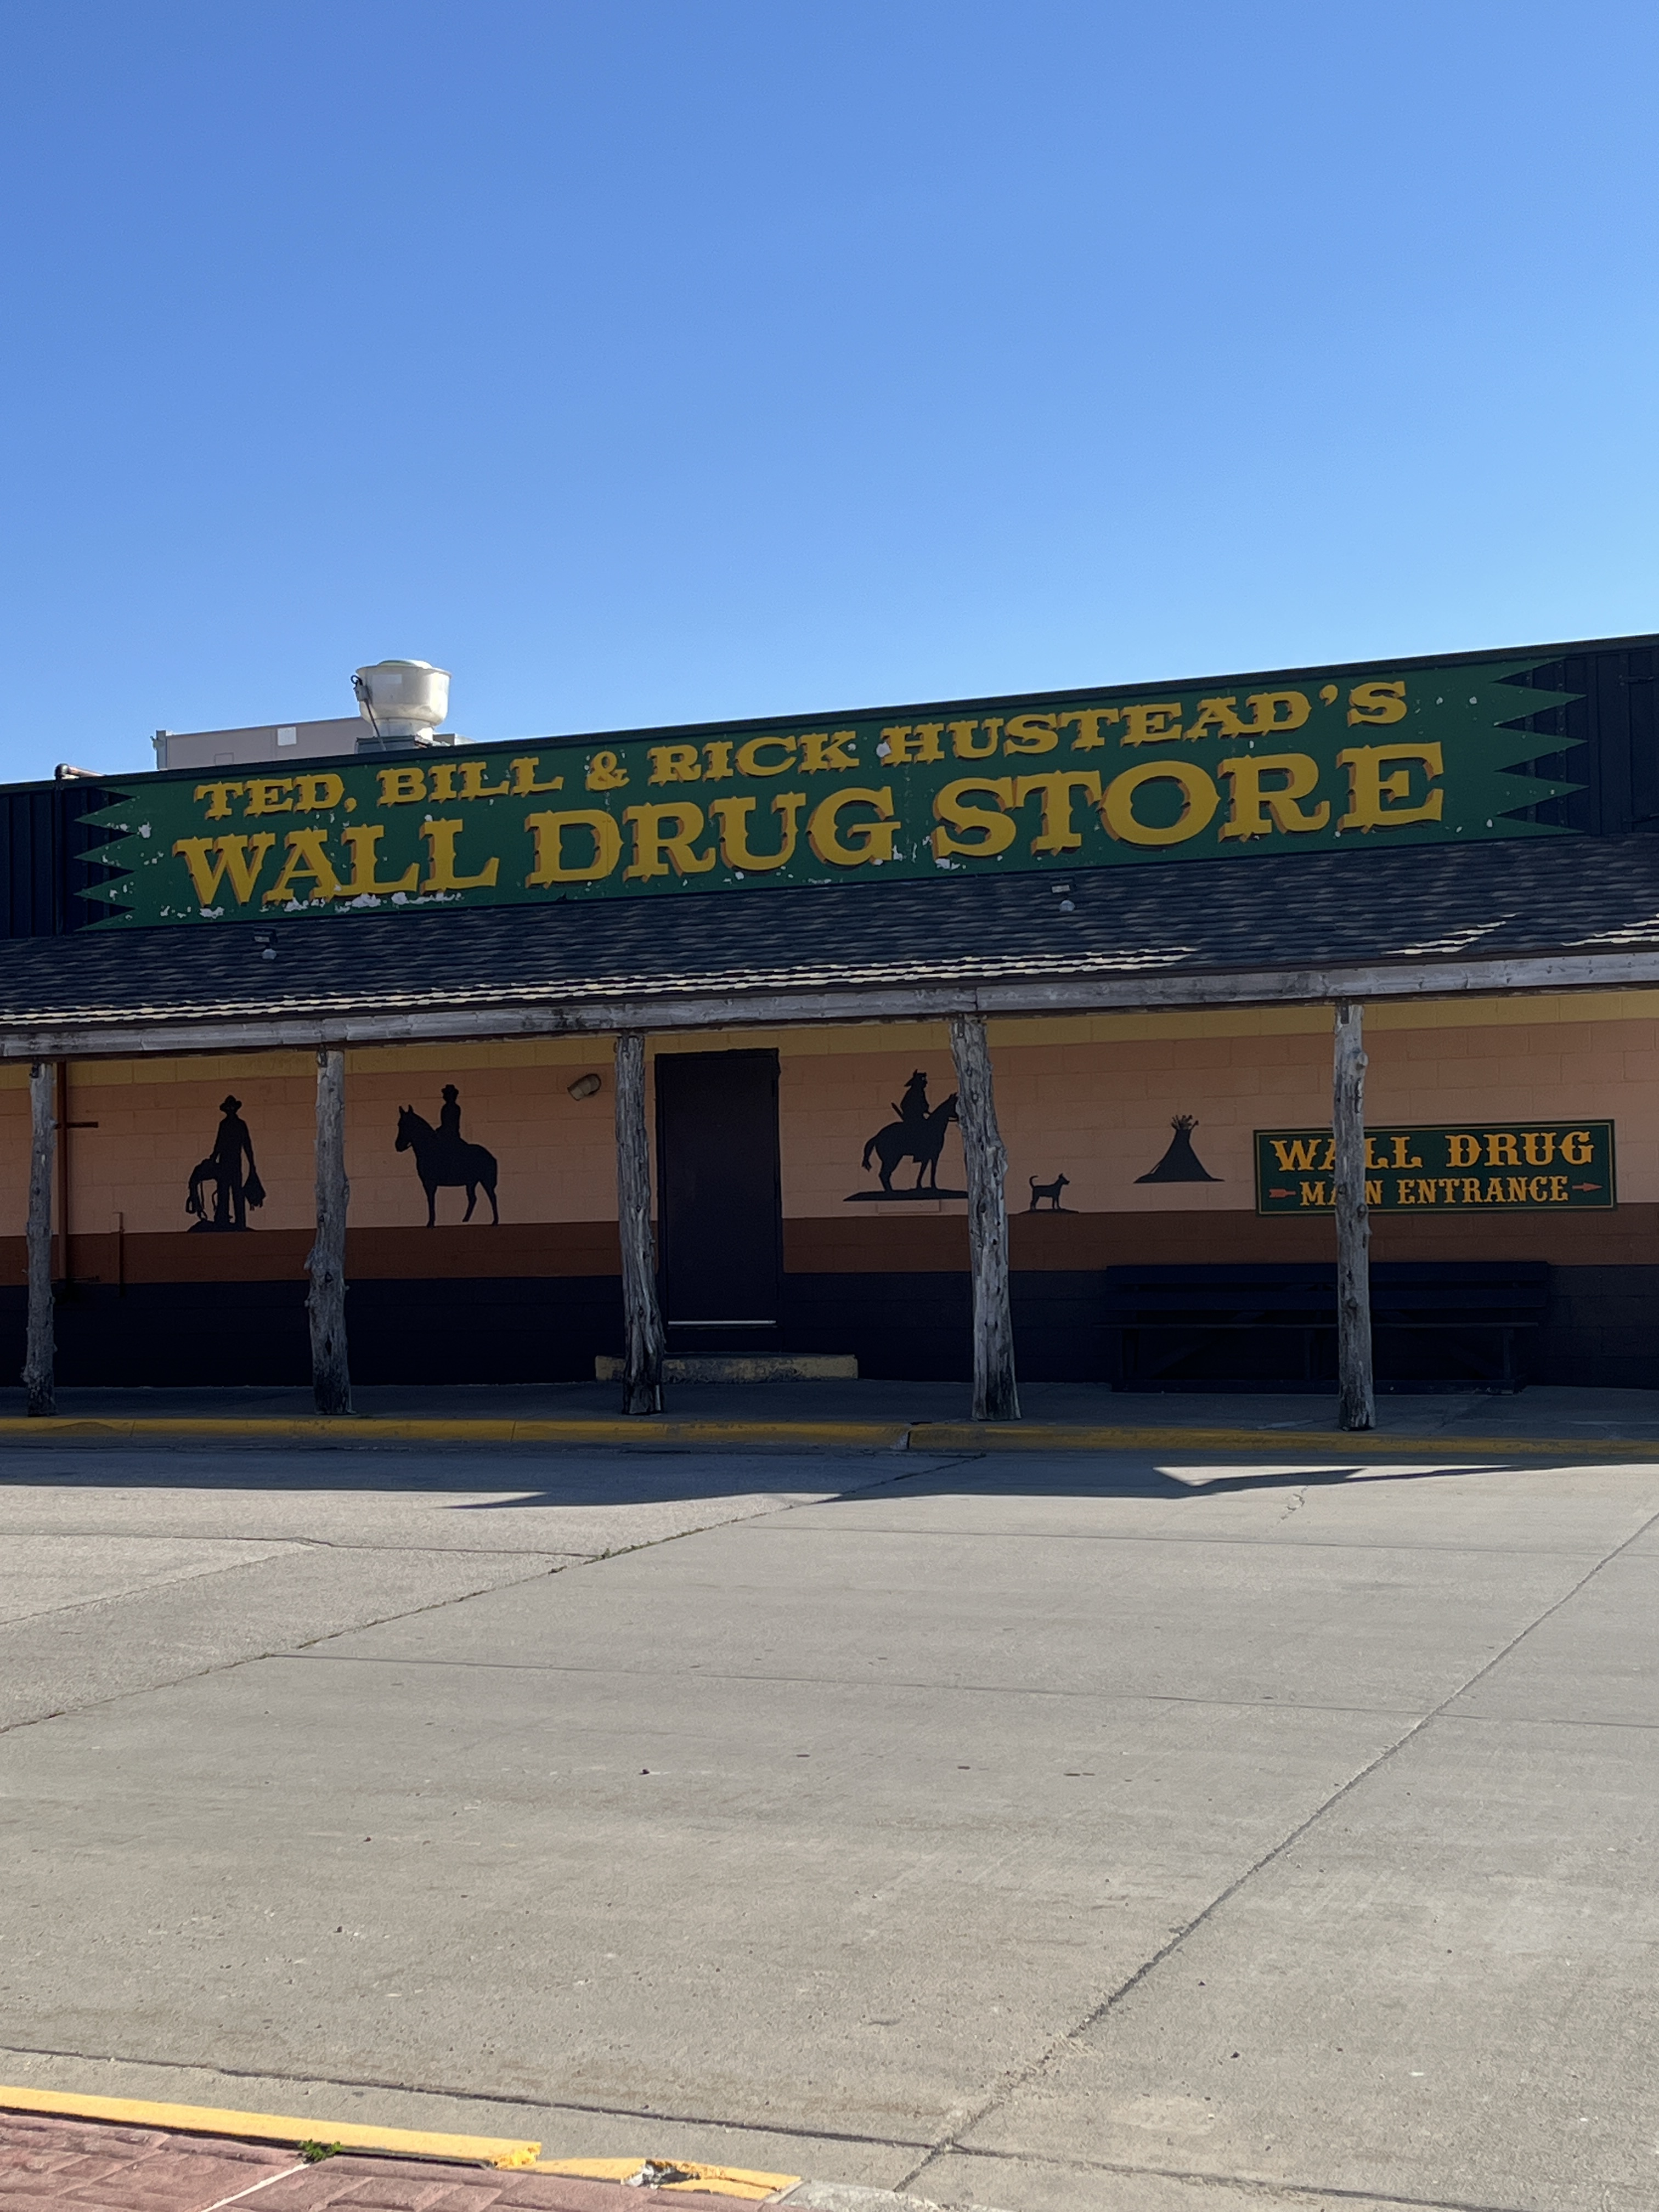 TED, BILL & RICK HUSTEAD'S
WALL DRUG STORE
WALL DRUG
MAIN ENTRANCE